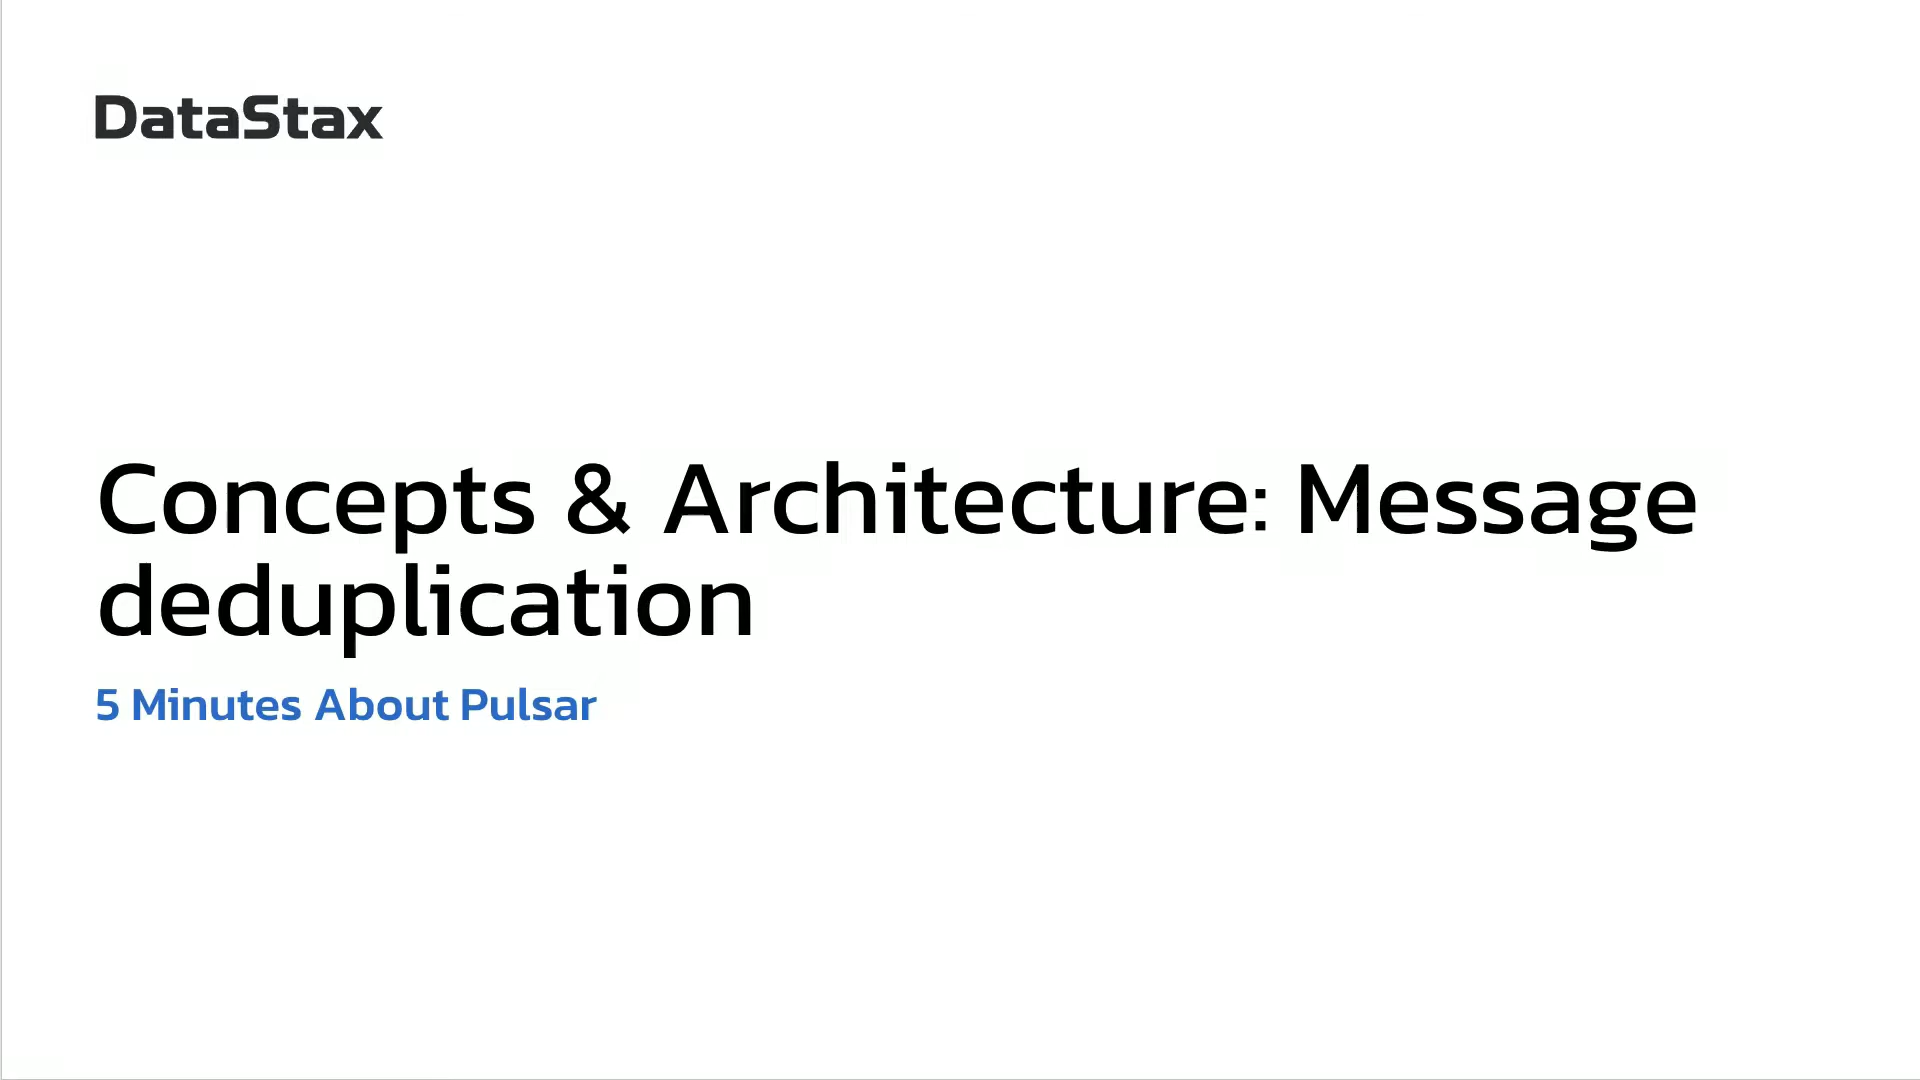 DataStax
Concepts & Architecture: Message
deduplication
5 Minutes About Pulsar